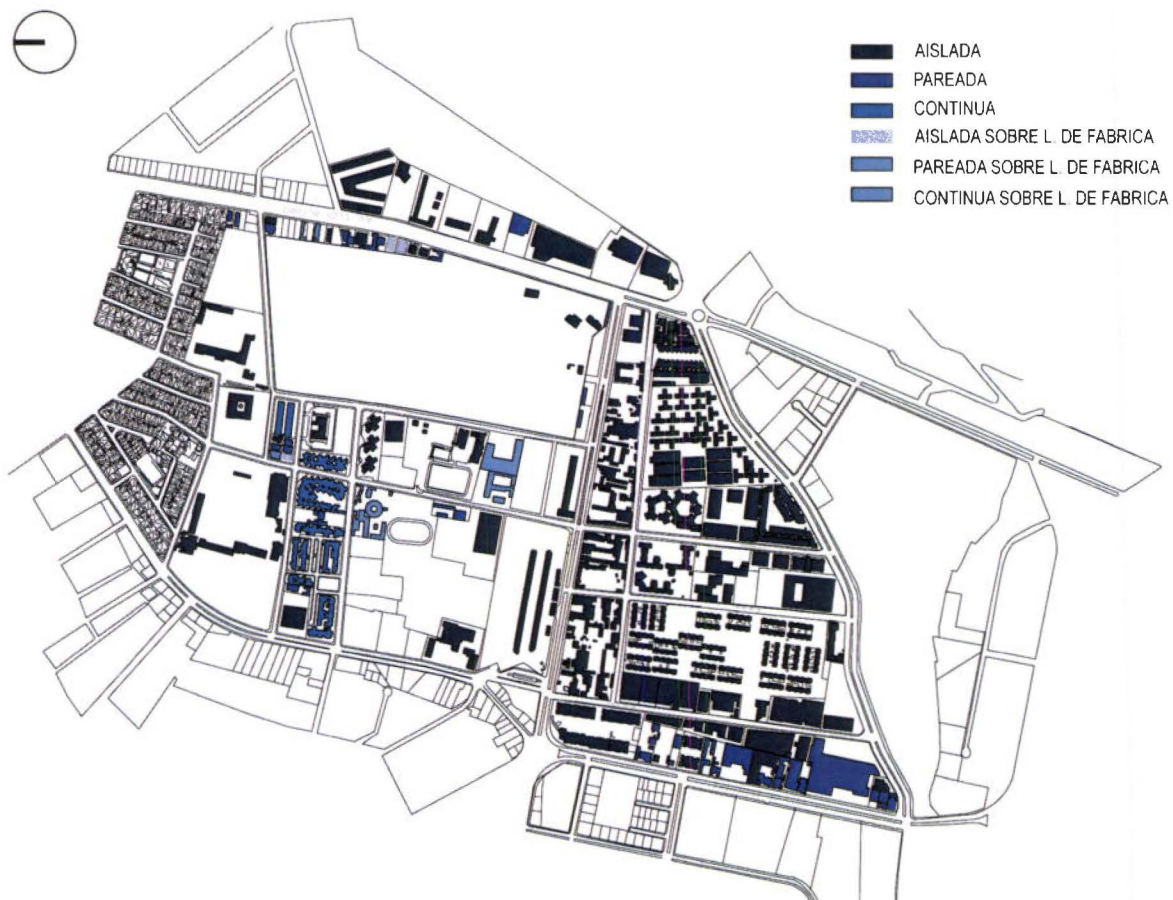 AISLADA
PAREADA
CONTINUA
AISLADA SOBRE L. DE FABRICA
PAREADA SOBRE L. DE FABRICA
CONTINUA SOBRE L. DE FABRICA